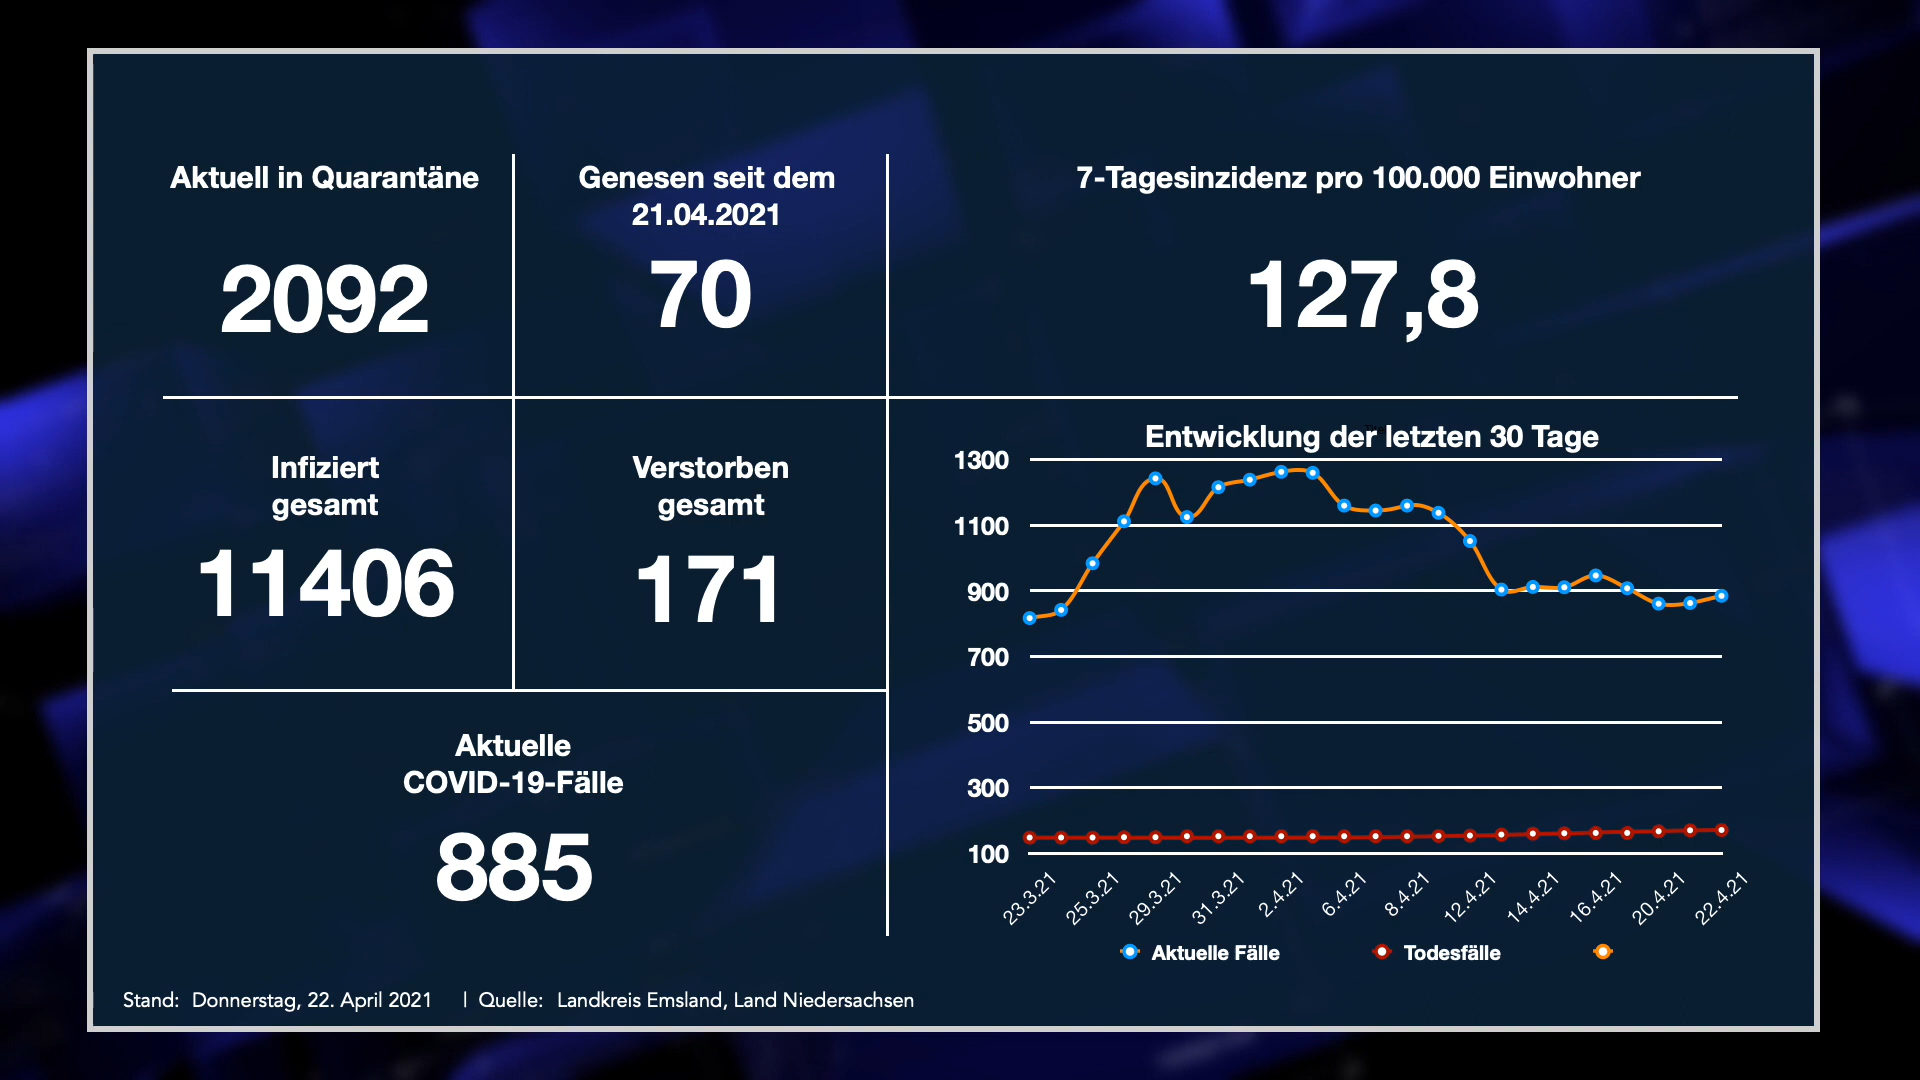 Aktuell in Quarantäne
2092
Genesen seit dem
21.04.2021
70
7-Tagesinzidenz pro 100.000 Einwohner
127,8
Infiziert
gesamt
11406
Verstorben
gesamt
171
Aktuelle
COVID-19-Fälle
885
Entwicklung der letzten 30 Tage
1300
1100
900
700
500
300
100
23.3.21
25.3.21
29.3.21
31.3.21
2.4.21
6.4.21
8.4.21
12.4.21
14.4.21
16.4.21
20.4.21
22.4.21
Aktuelle Fälle
Todesfälle
Stand: Donnerstag, 22. April 2021 | Quelle: Landkreis Emsland, Land Niedersachsen